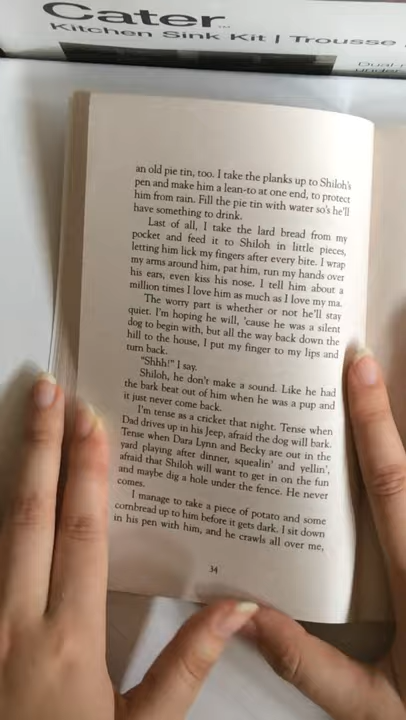 Cater
Kitchen Sink Kit | Trousse
Dual
under
an old pie tin, too. I take the planks up to Shiloh's
pen and make him a lean-to at one end, to protect
him from rain. Fill the pie tin with water so's he'll
have something to drink.
Last of all, I take the lard bread from my
pocket and feed it to Shiloh in little pieces,
letting him lick my fingers after every bite. I wrap
my arms around him, pat him, run my hands over
his ears, even kiss his nose. I tell him about a
million times I love him as much as I love my ma.
The worry part is whether or not he'll stay
quiet. I'm hoping he will, 'cause he was a silent
dog to begin with, but all the way back down the
hill to the house, I put my finger to my lips and
turn back.
"Shhh!" I say.
Shiloh, he don't make a sound. Like he had
the bark beat out of him when he was a pup and
it just never come back.
I'm tense as a cricket that night. Tense when
Dad drives up in his Jeep, afraid the dog will bark.
Tense when Dara Lynn and Becky are out in the
yard playing after dinner, squealin' and yellin',
afraid that Shiloh will want to get in on the fun
and maybe dig a hole under the fence. He never
comes.
I manage to take a piece of potato and some
cornbread up to him before it gets dark. I sit down
in his pen with him, and he crawls all over me,
34